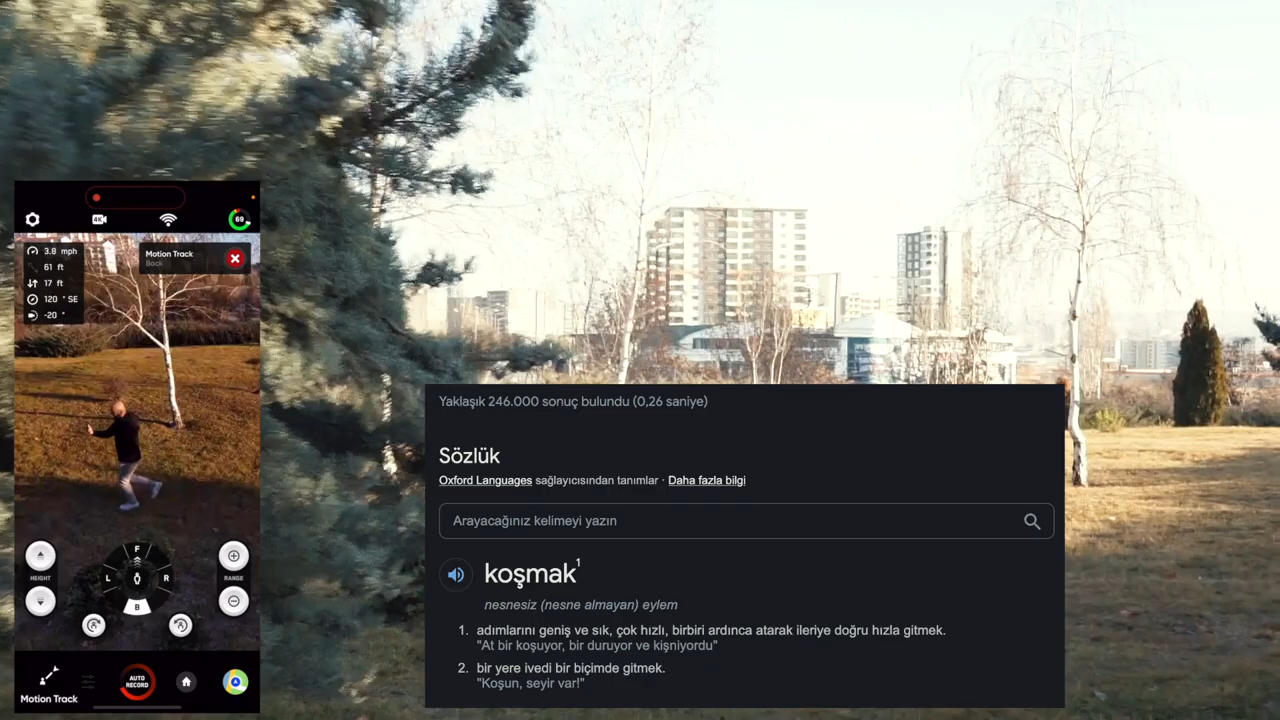 4K
69
3.8 mph
61 ft
17 ft
120 ° SE
-20 °
Motion Track
Back
F
L
R
B
HEIGHT
RANGE
Motion Track
AUTO
RECORD
Yaklaşık 246.000 sonuç bulundu (0,26 saniye)
Sözlük
Oxford Languages sağlayıcısından tanımlar · Daha fazla bilgi
Arayacağınız kelimeyi yazın
koşmak¹
nesnesiz (nesne almayan) eylem
1. adımlarını geniş ve sık, çok hızlı, birbiri ardınca atarak ileriye doğru hızla gitmek.
"At bir koşuyor, bir duruyor ve kişniyordu"
2. bir yere ivedi bir biçimde gitmek.
"Koşun, seyir var!"